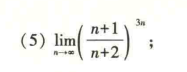 (5) lim_{n→∞} ( (n+1)/(n+2) )^{3n} ;